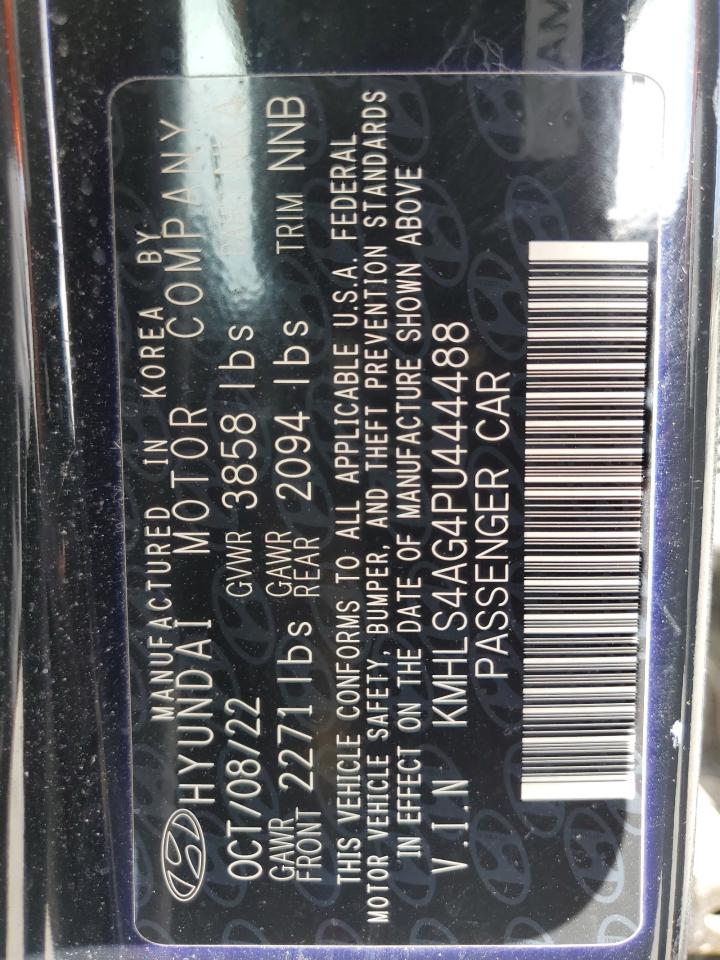 MANUFACTURED IN KOREA BY
HYUNDAI MOTOR COMPANY
OCT/08/22 GVWR 3858 lbs
GAWR FRONT 2271 lbs GAWR REAR 2094 lbs TRIM NNB
THIS VEHICLE CONFORMS TO ALL APPLICABLE U.S.A. FEDERAL
MOTOR VEHICLE SAFETY, BUMPER, AND THEFT PREVENTION STANDARDS
IN EFFECT ON THE DATE OF MANUFACTURE SHOWN ABOVE
V.I.N KMHLS4AG4PU444488
PASSENGER CAR